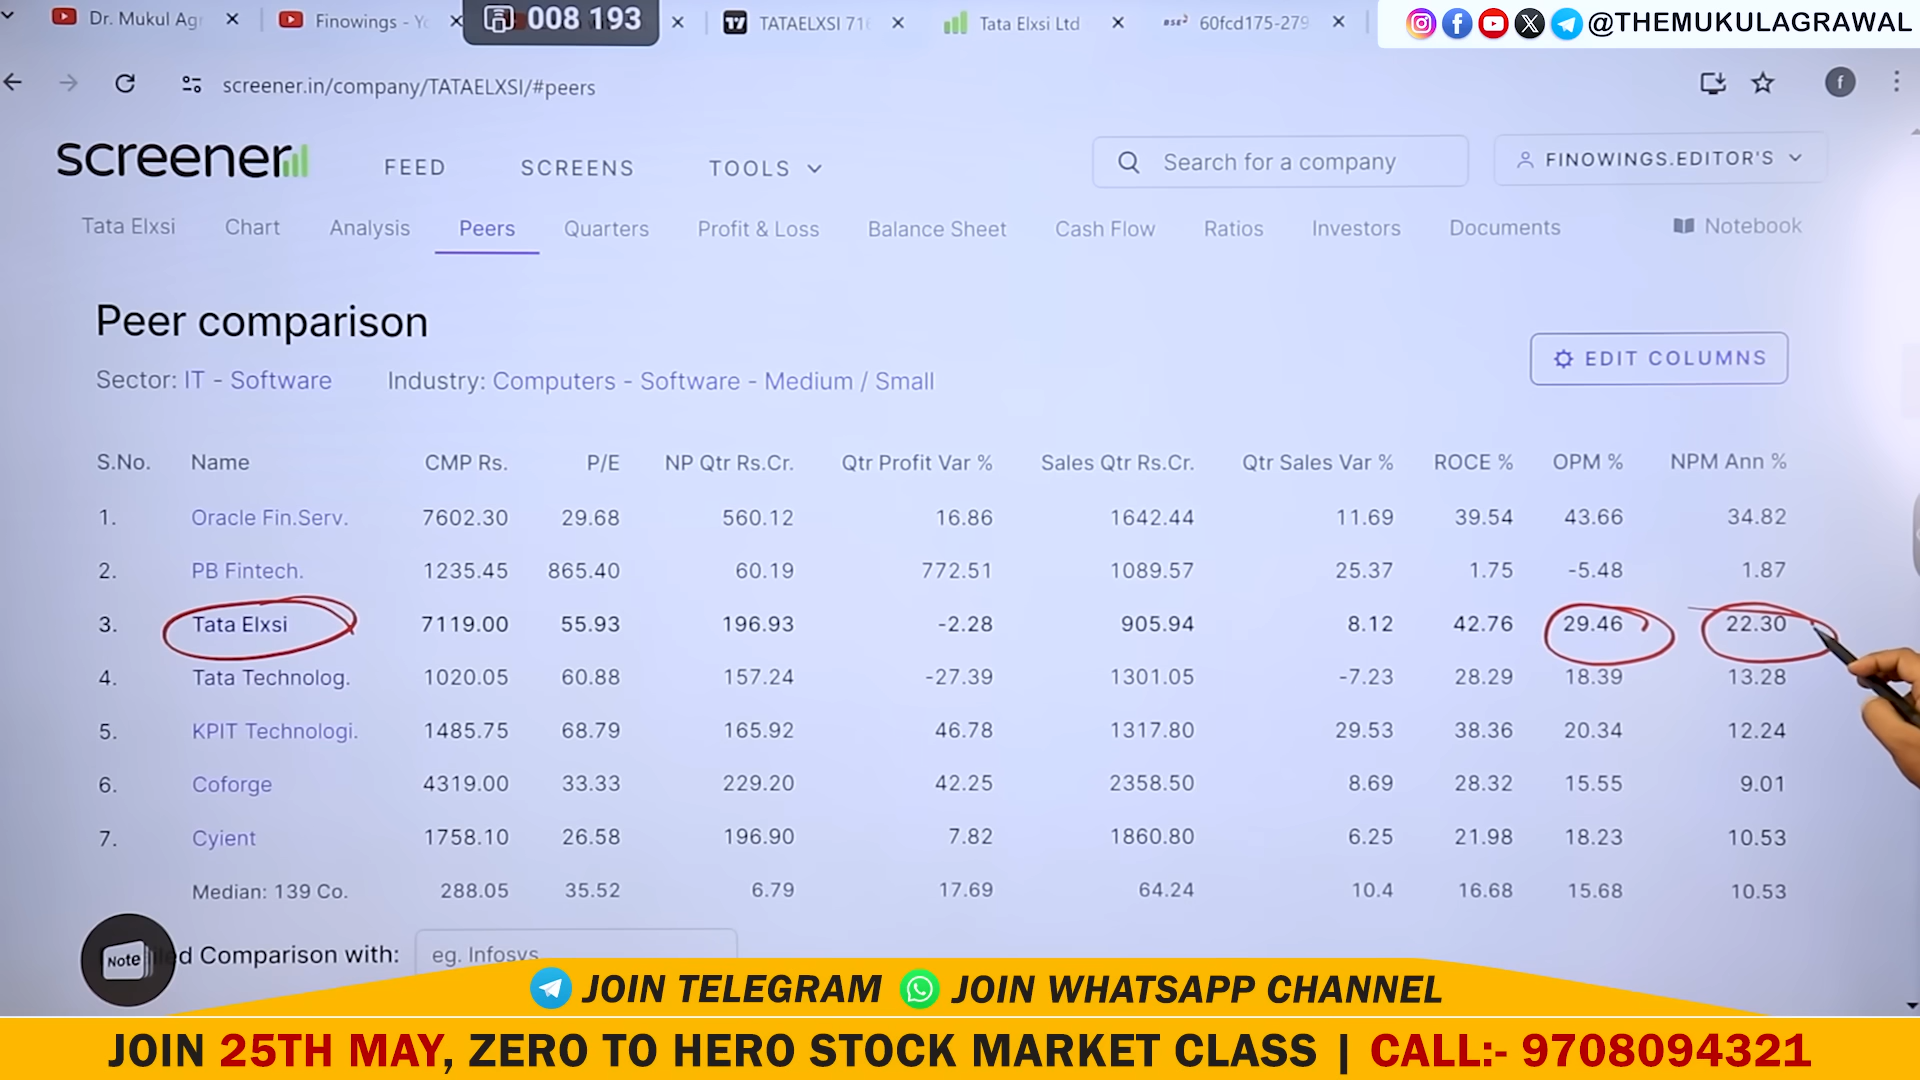 Dr. Mukul Ag
Finowings - Yo
008 193
TATAELXSI 716
Tata Elxsi Ltd
BSE
60fcd175-279
@THEMUKULAGRAWAL
screener.in/company/TATAELXSI/#peers
f
screener
FEED
SCREENS
TOOLS
Search for a company
FINOWINGS.EDITOR'S
Tata Elxsi
Chart
Analysis
Peers
Quarters
Profit & Loss
Balance Sheet
Cash Flow
Ratios
Investors
Documents
Notebook
Peer comparison
Sector: IT - Software
Industry: Computers - Software - Medium / Small
EDIT COLUMNS
S.No. Name CMP Rs. P/E NP Qtr Rs.Cr. Qtr Profit Var % Sales Qtr Rs.Cr. Qtr Sales Var % ROCE % OPM % NPM Ann %
1. Oracle Fin.Serv. 7602.30 29.68 560.12 16.86 1642.44 11.69 39.54 43.66 34.82
2. PB Fintech. 1235.45 865.40 60.19 772.51 1089.57 25.37 1.75 -5.48 1.87
3. Tata Elxsi 7119.00 55.93 196.93 -2.28 905.94 8.12 42.76 29.46 22.30
4. Tata Technolog. 1020.05 60.88 157.24 -27.39 1301.05 -7.23 28.29 18.39 13.28
5. KPIT Technologi. 1485.75 68.79 165.92 46.78 1317.80 29.53 38.36 20.34 12.24
6. Coforge 4319.00 33.33 229.20 42.25 2358.50 8.69 28.32 15.55 9.01
7. Cyient 1758.10 26.58 196.90 7.82 1860.80 6.25 21.98 18.23 10.53
Median: 139 Co. 288.05 35.52 6.79 17.69 64.24 10.4 16.68 15.68 10.53
Note
Comparison with:
eg. Infosys
JOIN TELEGRAM
JOIN WHATSAPP CHANNEL
JOIN 25TH MAY, ZERO TO HERO STOCK MARKET CLASS | CALL:- 9708094321